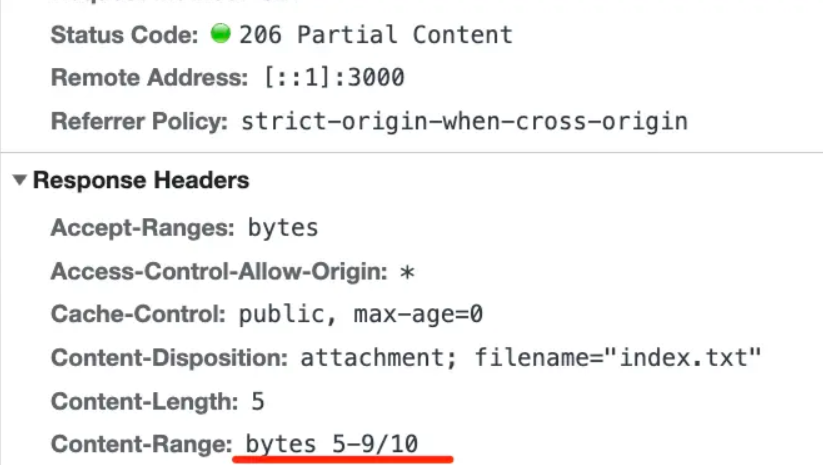 Status Code: 206 Partial Content
Remote Address: [::1]:3000
Referrer Policy: strict-origin-when-cross-origin
Response Headers
Accept-Ranges: bytes
Access-Control-Allow-Origin: *
Cache-Control: public, max-age=0
Content-Disposition: attachment; filename="index.txt"
Content-Length: 5
Content-Range: bytes 5-9/10